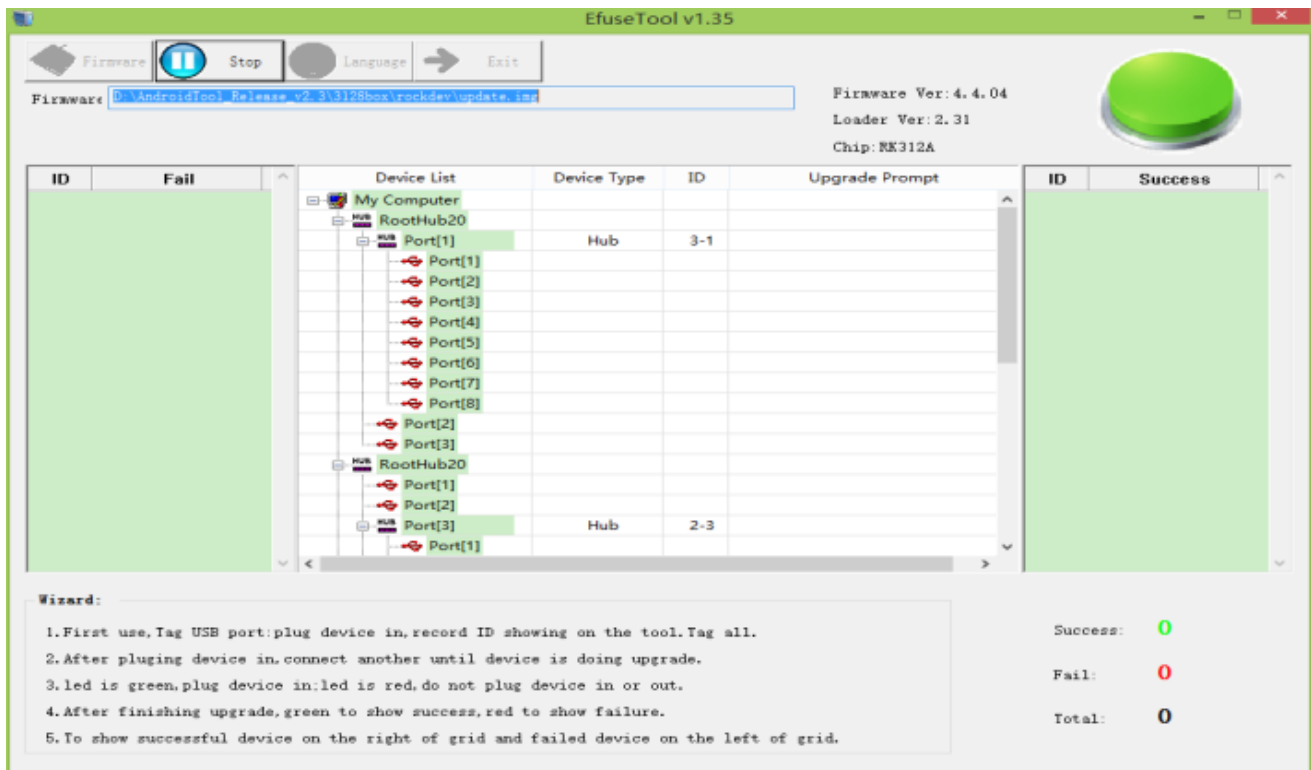 EfuseTool v1.35
Firmware Stop Language Exit
Firmware D:\AndroidTool_Release_v2.3\3128box\rockdev\update.img
Firmware Ver:4.4.04
Loader Ver:2.31
Chip:RK312A
ID Fail Device List Device Type ID Upgrade Prompt ID Success
My Computer
RootHub20
Port[1] Hub 3-1
Port[1]
Port[2]
Port[3]
Port[4]
Port[5]
Port[6]
Port[7]
Port[8]
Port[2]
Port[3]
RootHub20
Port[1]
Port[2]
Port[3] Hub 2-3
Port[1]
Wizard:
1.First use,Tag USB port:plug device in,record ID showing on the tool.Tag all.
2.After pluging device in,connect another until device is doing upgrade.
3.led is green,plug device in;led is red,do not plug device in or out.
4.After finishing upgrade,green to show success,red to show failure.
5.To show successful device on the right of grid and failed device on the left of grid.
Success: 0
Fail: 0
Total: 0